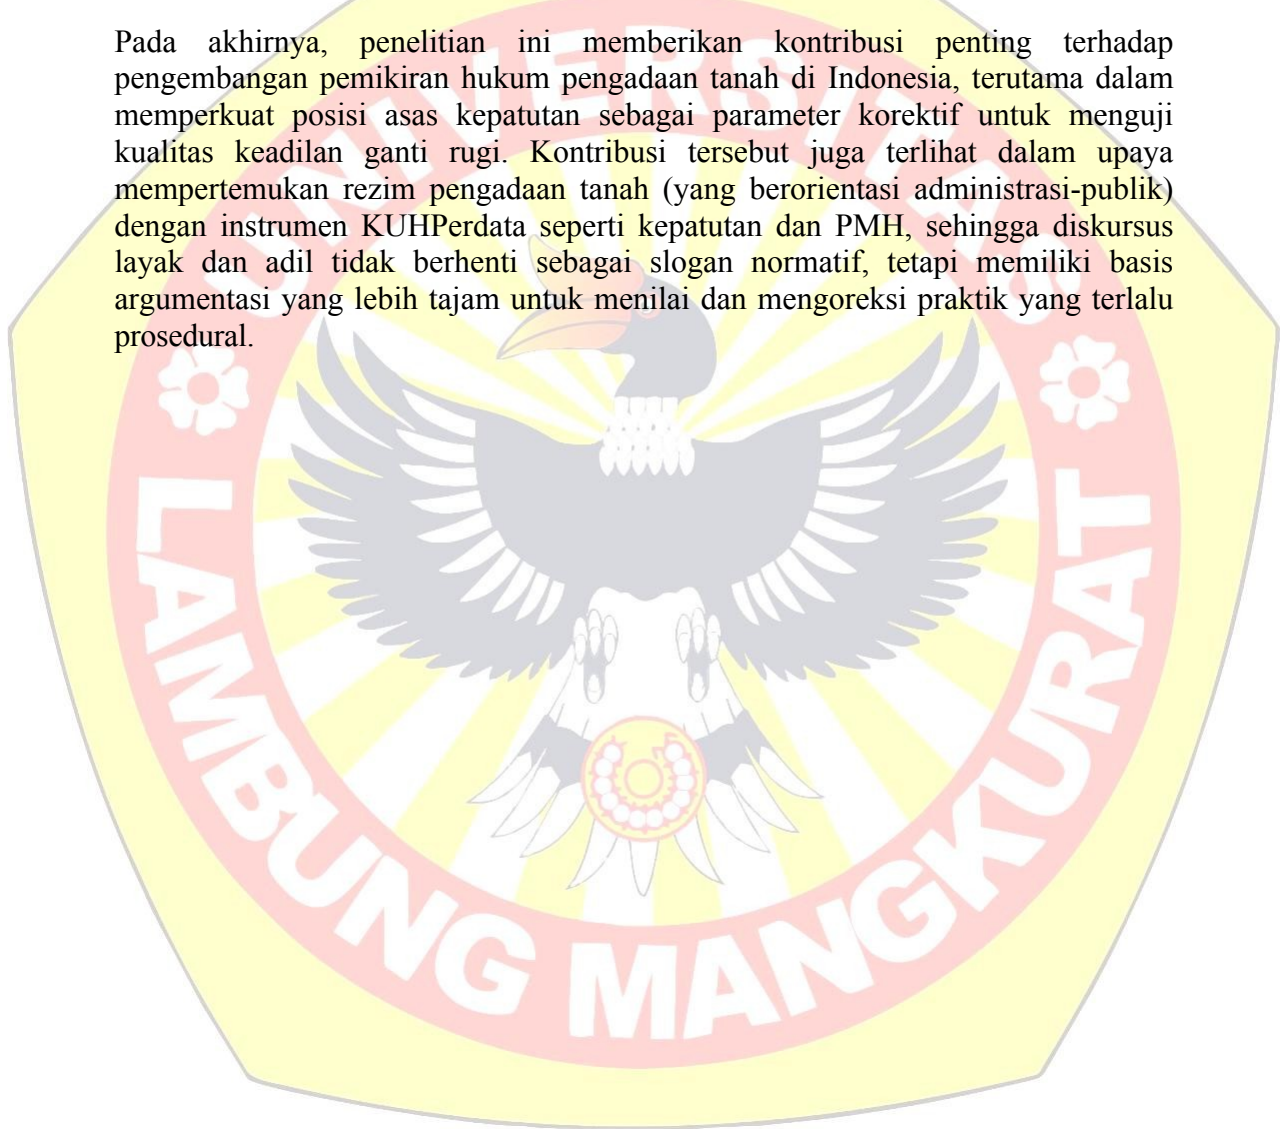 Pada akhirnya, penelitian ini memberikan kontribusi penting terhadap
pengembangan pemikiran hukum pengadaan tanah di Indonesia, terutama dalam
memperkuat posisi asas kepatutan sebagai parameter korektif untuk menguji
kualitas keadilan ganti rugi. Kontribusi tersebut juga terlihat dalam upaya
mempertemukan rezim pengadaan tanah (yang berorientasi administrasi-publik)
dengan instrumen KUHPerdata seperti kepatutan dan PMH, sehingga diskursus
layak dan adil tidak berhenti sebagai slogan normatif, tetapi memiliki basis
argumentasi yang lebih tajam untuk menilai dan mengoreksi praktik yang terlalu
prosedural.
UNIVERSITAS
LAMBUNG MANGKURAT